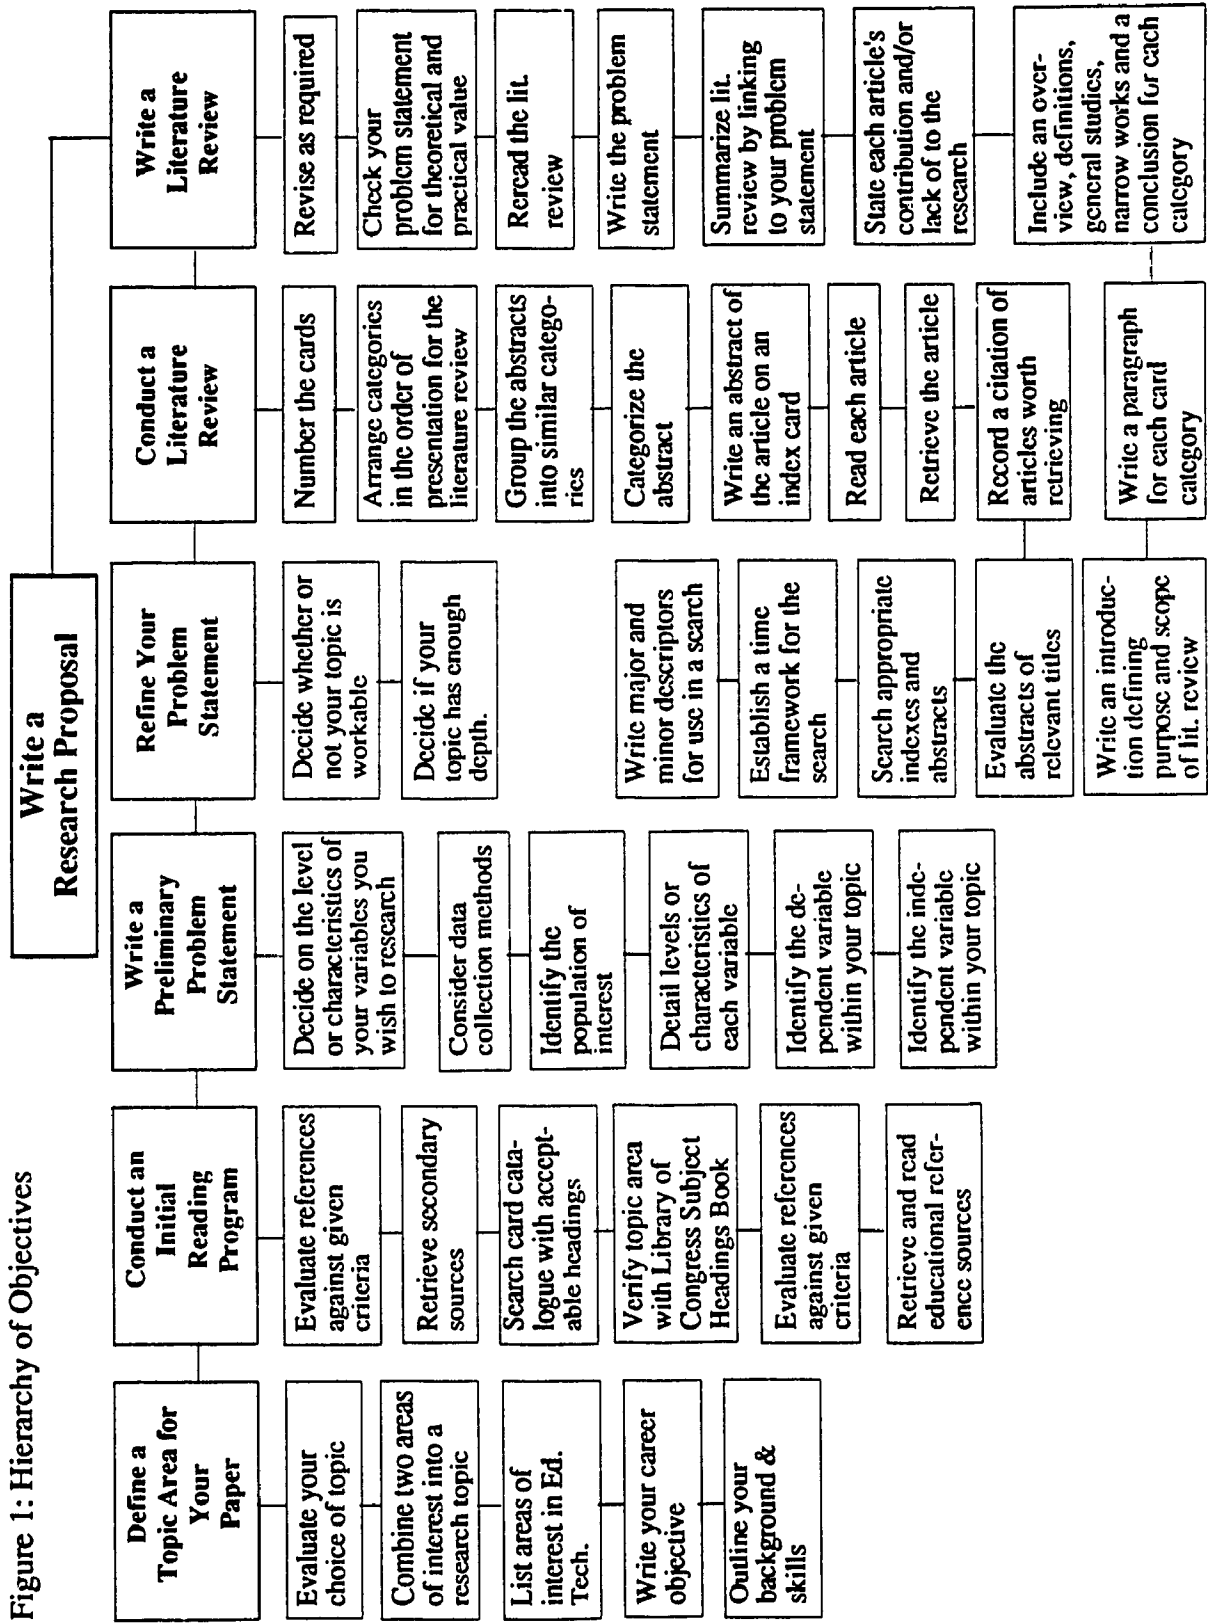 Figure 1: Hierarchy of Objectives
Write a
Research Proposal
Define a
Topic Area for
Your
Paper
Evaluate your
choice of topic
Combine two areas
of interest into a
research topic
List areas of
interest in Ed.
Tech.
Write your career
objective
Outline your
background &
skills
Conduct an
Initial
Reading
Program
Evaluate references
against given
criteria
Retrieve secondary
sources
Search card cata-
logue with accept-
able headings
Verify topic area
with Library of
Congress Subject
Headings Book
Evaluate references
against given
criteria
Retrieve and read
educational refer-
ence sources
Write a
Preliminary
Problem
Statement
Decide on the level
or characteristics of
your variables you
wish to research
Consider data
collection methods
Identify the
population of
interest
Detail levels or
characteristics of
each variable
Identify the de-
pendent variable
within your topic
Identify the inde-
pendent variable
within your topic
Refine Your
Problem
Statement
Decide whether or
not your topic is
workable
Decide if your
topic has enough
depth.
Write major and
minor descriptors
for use in a search
Establish a time
framework for the
search
Search appropriate
indexes and
abstracts
Evaluate the
abstracts of
relevant titles
Write an introduc-
tion defining
purpose and scope
of lit. review
Conduct a
Literature
Review
Number the cards
Arrange categories
in the order of
presentation for the
literature review
Group the abstracts
into similar catego-
ries
Categorize the
abstract
Write an abstract of
the article on an
index card
Read each article
Retrieve the article
Record a citation of
articles worth
retrieving
Write a paragraph
for each card
category
Write a
Literature
Review
Revise as required
Check your
problem statement
for theoretical and
practical value
Reread the lit.
review
Write the problem
statement
Summarize lit.
review by linking
to your problem
statement
State each article's
contribution and/or
lack of to the
research
Include an over-
view, definitions,
general studies,
narrow works and a
conclusion for each
category